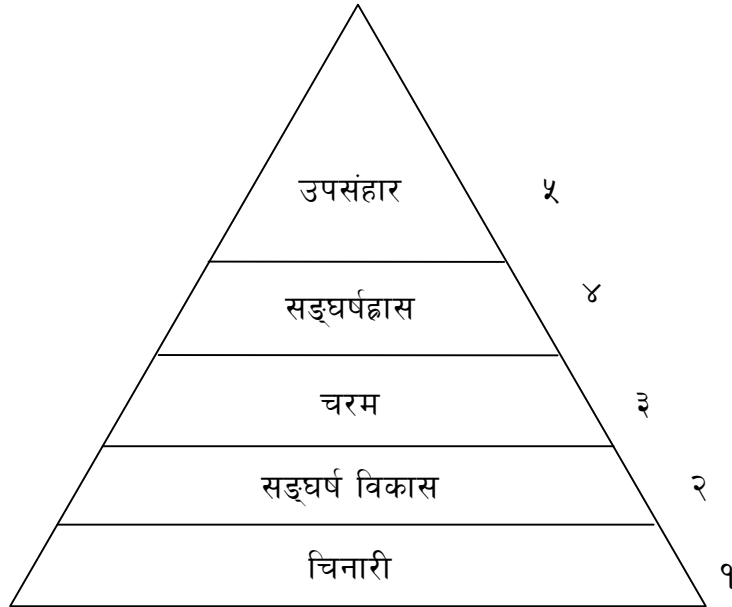 उपसंहार ५
सङ्घर्षह्रास ४
चरम ३
सङ्घर्ष विकास २
चिनारी १